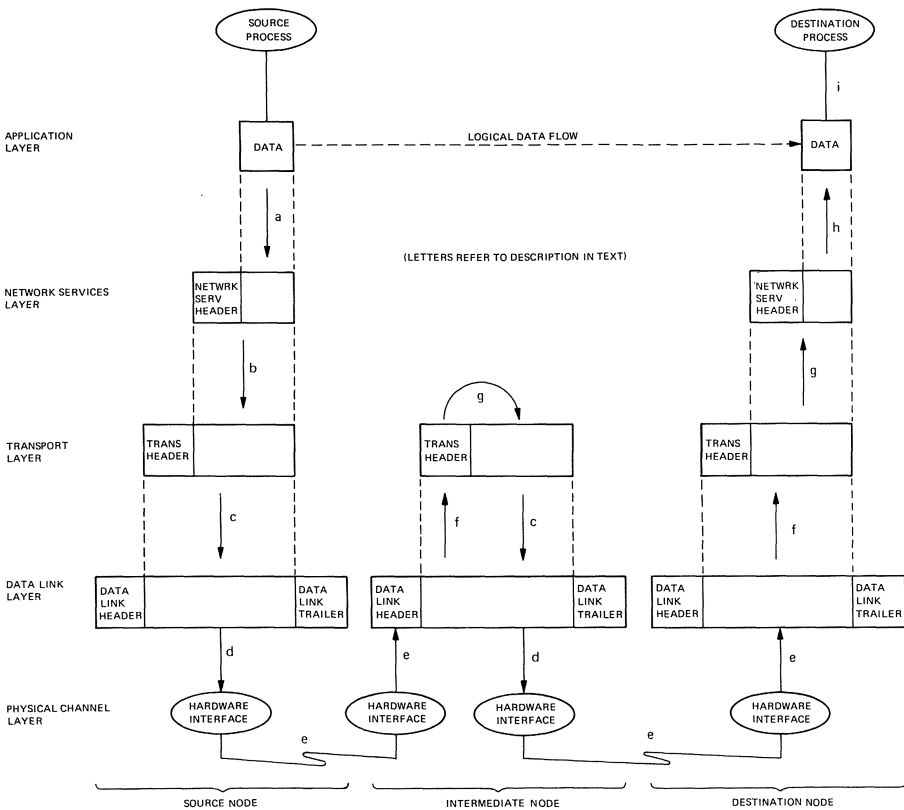 SOURCE
PROCESS
DESTINATION
PROCESS
i
APPLICATION
LAYER
DATA
LOGICAL DATA FLOW
DATA
a
h
(LETTERS REFER TO DESCRIPTION IN TEXT)
NETWORK SERVICES
LAYER
NETWRK
SERV
HEADER
NETWRK
SERV
HEADER
b
g
g
TRANSPORT
LAYER
TRANS
HEADER
TRANS
HEADER
TRANS
HEADER
c
f
c
f
DATA LINK
LAYER
DATA
LINK
HEADER
DATA
LINK
TRAILER
DATA
LINK
HEADER
DATA
LINK
TRAILER
DATA
LINK
HEADER
DATA
LINK
TRAILER
d
e
d
e
PHYSICAL CHANNEL
LAYER
HARDWARE
INTERFACE
HARDWARE
INTERFACE
HARDWARE
INTERFACE
HARDWARE
INTERFACE
e
e
SOURCE NODE
INTERMEDIATE NODE
DESTINATION NODE